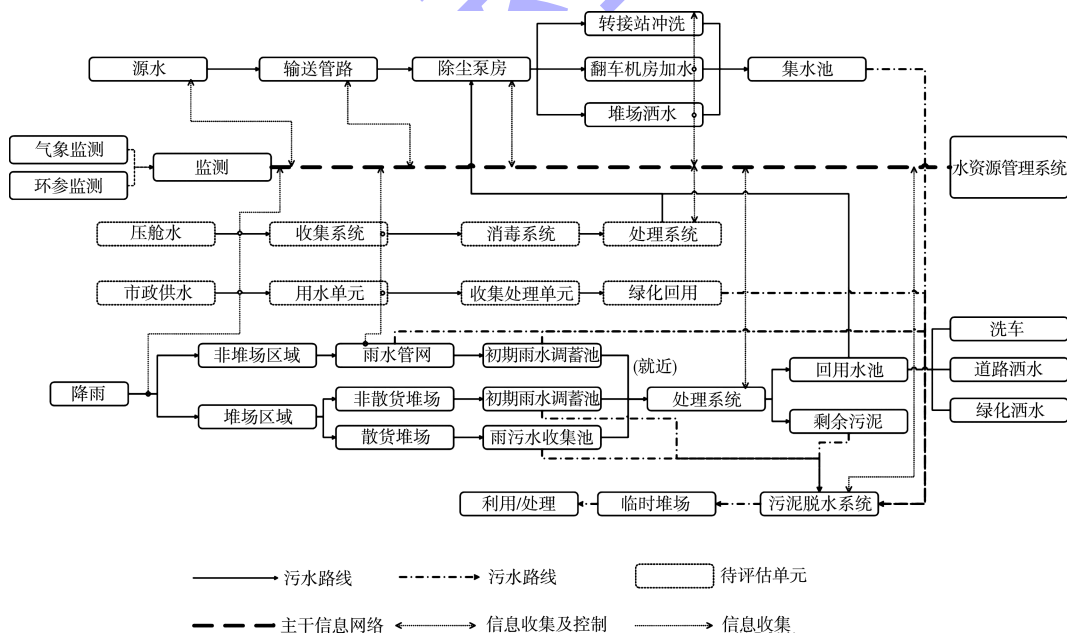 转接站冲洗
源水
输送管路
除尘泵房
翻车机房加水
集水池
堆场洒水
气象监测
监测
水资源管理系统
环参监测
压舱水
收集系统
消毒系统
处理系统
市政供水
用水单元
收集处理单元
绿化回用
洗车
非堆场区域
雨水管网
初期雨水调蓄池
(就近)
回用水池
道路洒水
降雨
非散货堆场
初期雨水调蓄池
处理系统
绿化洒水
堆场区域
剩余污泥
散货堆场
雨污水收集池
利用/处理
临时堆场
污泥脱水系统
污水路线
污水路线
待评估单元
主干信息网络
信息收集及控制
信息收集